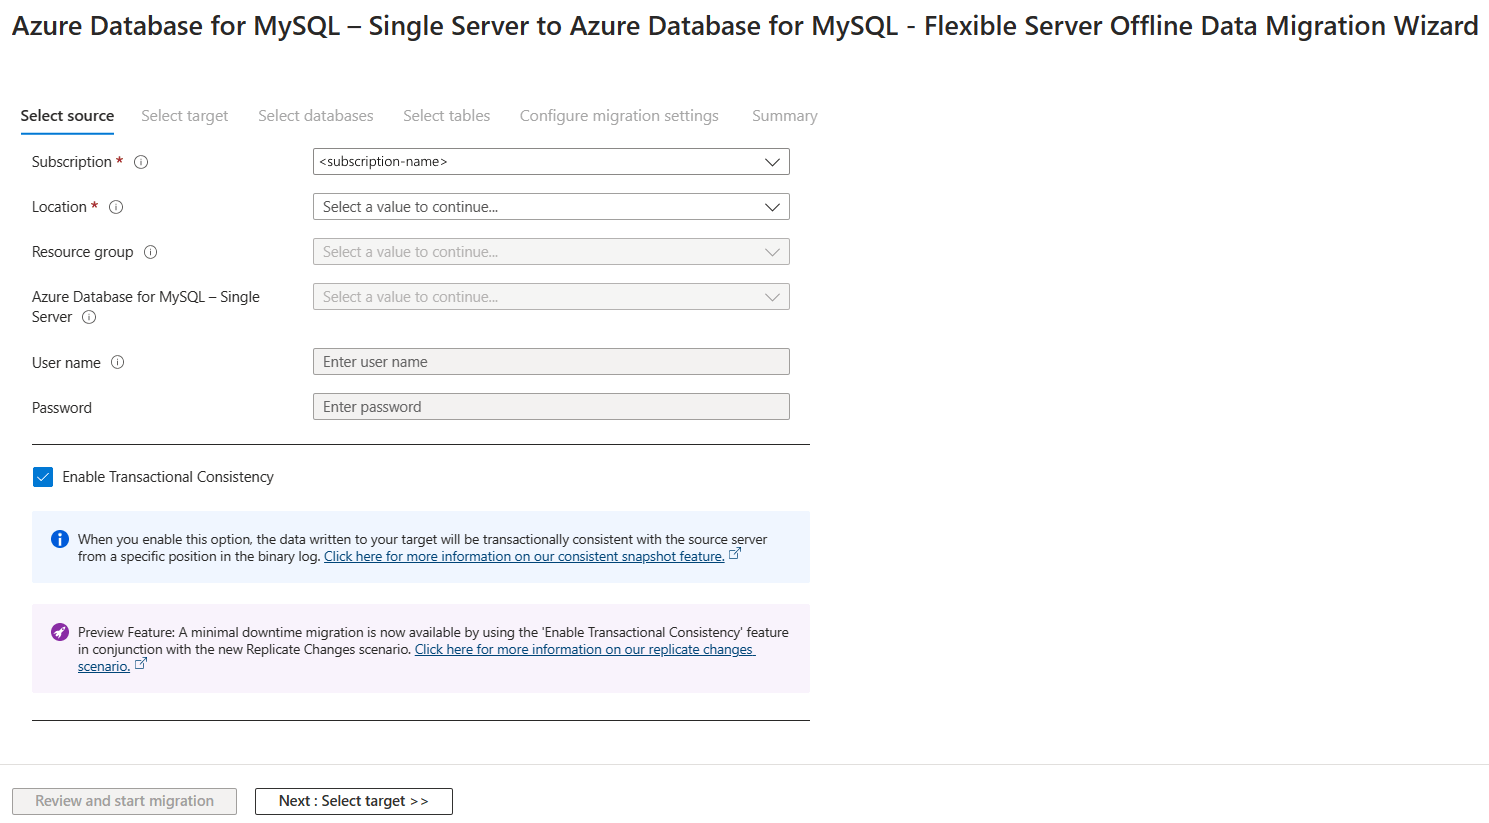 Azure Database for MySQL – Single Server to Azure Database for MySQL - Flexible Server Offline Data Migration Wizard
Select source Select target Select databases Select tables Configure migration settings Summary
Subscription * <subscription-name>
Location * Select a value to continue...
Resource group Select a value to continue...
Azure Database for MySQL – Single Select a value to continue...
Server
User name Enter user name
Password Enter password
Enable Transactional Consistency
When you enable this option, the data written to your target will be transactionally consistent with the source server
from a specific position in the binary log. Click here for more information on our consistent snapshot feature.
Preview Feature: A minimal downtime migration is now available by using the 'Enable Transactional Consistency' feature
in conjunction with the new Replicate Changes scenario. Click here for more information on our replicate changes
scenario.
Review and start migration Next : Select target >>